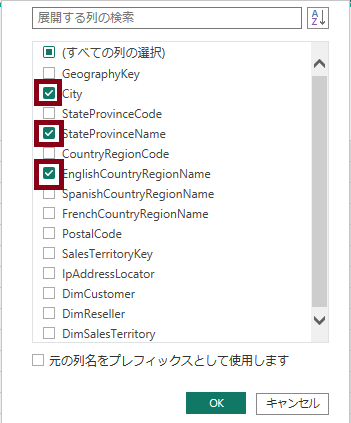 展開する列の検索
A
Z
(すべての列の選択)
GeographyKey
City
StateProvinceCode
StateProvinceName
CountryRegionCode
EnglishCountryRegionName
SpanishCountryRegionName
FrenchCountryRegionName
PostalCode
SalesTerritoryKey
IpAddressLocator
DimCustomer
DimReseller
DimSalesTerritory
元の列名をプレフィックスとして使用します
OK
キャンセル